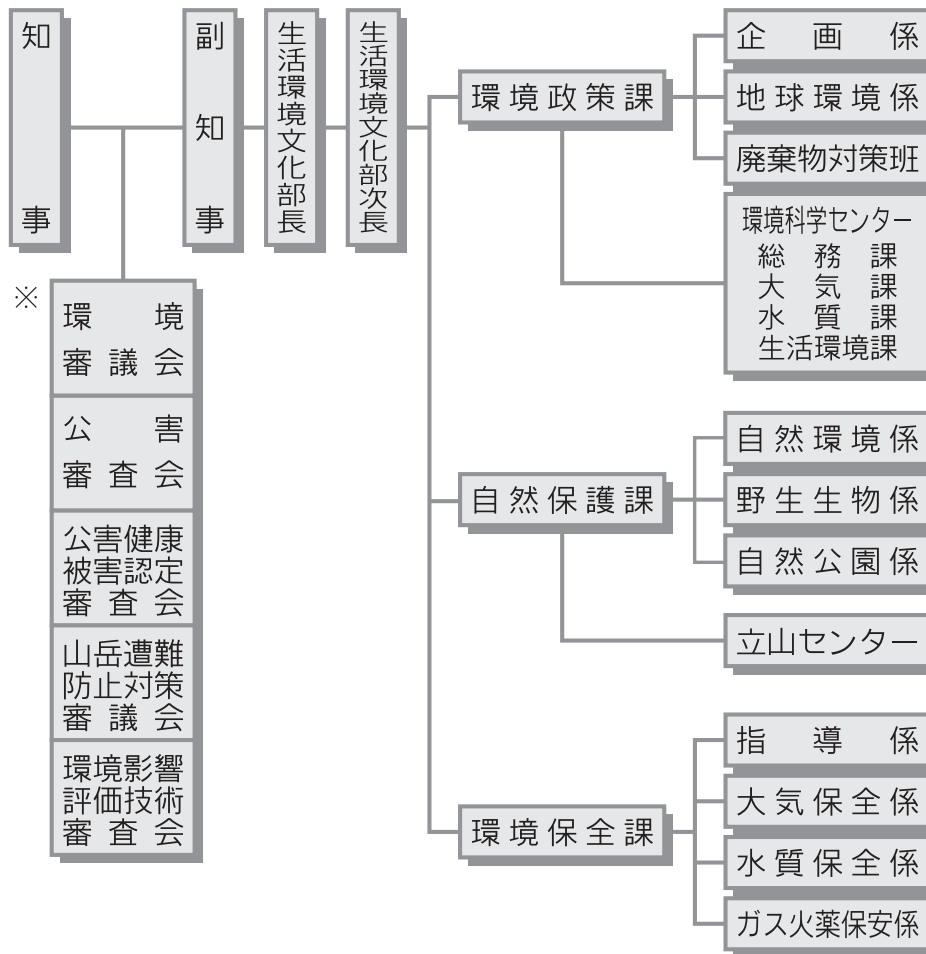 知事
副知事
生活環境文化部長
生活環境文化部次長
※
環境
審議会
公害
審査会
公害健康
被害認定
審査会
山岳遭難
防止対策
審議会
環境影響
評価技術
審査会
環境政策課
企画係
地球環境係
廃棄物対策班
環境科学センター
総務課
大気課
水質課
生活環境課
自然保護課
自然環境係
野生生物係
自然公園係
立山センター
環境保全課
指導係
大気保全係
水質保全係
ガス火薬保安係